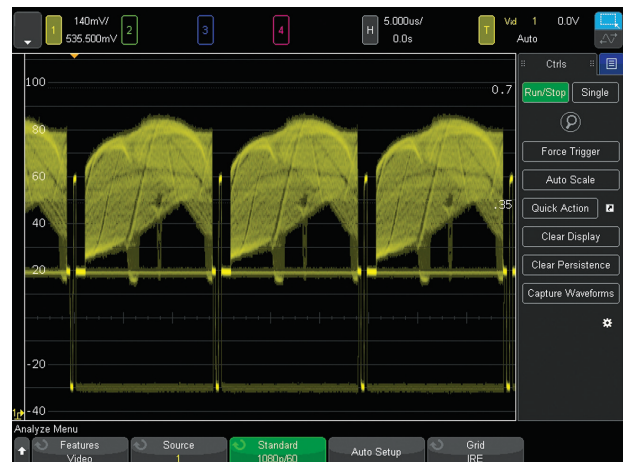 1 140mV/ 2 3 4 H 5.000us/ T Vid 1 0.0V
535.500mV 0.0s Auto
Ctrls
100
0.7
Run/Stop Single
80
Force Trigger
60
Auto Scale
.35
Quick Action
40
Clear Display
20
Clear Persistence
Capture Waveforms
-20
-40
Analyze Menu
Features Source Standard Auto Setup Grid
Video 1 1080p/60 IRE